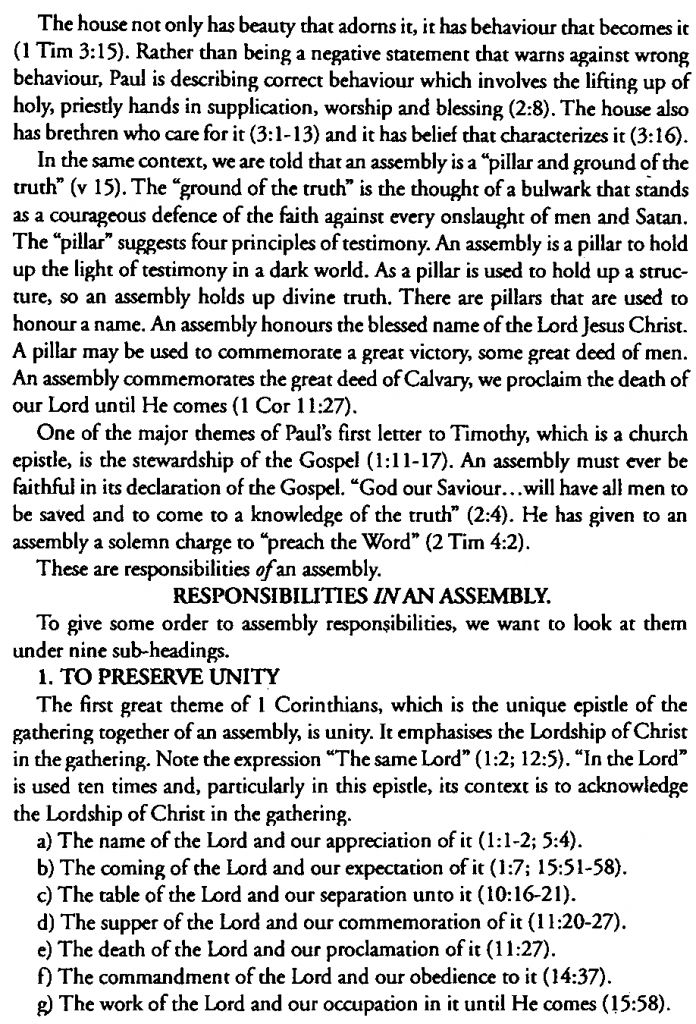 The house not only has beauty that adorns it, it has behaviour that becomes it
(1 Tim 3:15). Rather than being a negative statement that warns against wrong
behaviour, Paul is describing correct behaviour which involves the lifting up of
holy, priestly hands in supplication, worship and blessing (2:8). The house also
has brethren who care for it (3:1-13) and it has belief that characterizes it (3:16).
In the same context, we are told that an assembly is a “pillar and ground of the
truth” (v 15). The “ground of the truth” is the thought of a bulwark that stands
as a courageous defence of the faith against every onslaught of men and Satan.
The “pillar” suggests four principles of testimony. An assembly is a pillar to hold
up the light of testimony in a dark world. As a pillar is used to hold up a struc-
ture, so an assembly holds up divine truth. There are pillars that are used to
honour a name. An assembly honours the blessed name of the Lord Jesus Christ.
A pillar may be used to commemorate a great victory, some great deed of men.
An assembly commemorates the great deed of Calvary, we proclaim the death of
our Lord until He comes (1 Cor 11:27).
One of the major themes of Paul’s first letter to Timothy, which is a church
epistle, is the stewardship of the Gospel (1:11-17). An assembly must ever be
faithful in its declaration of the Gospel. “God our Saviour...will have all men to
be saved and to come to a knowledge of the truth” (2:4). He has given to an
assembly a solemn charge to “preach the Word” (2 Tim 4:2).
These are responsibilities of an assembly.
RESPONSIBILITIES IN AN ASSEMBLY.
To give some order to assembly responsibilities, we want to look at them
under nine sub-headings.
1. TO PRESERVE UNITY
The first great theme of 1 Corinthians, which is the unique epistle of the
gathering together of an assembly, is unity. It emphasises the Lordship of Christ
in the gathering. Note the expression “The same Lord” (1:2; 12:5). “In the Lord”
is used ten times and, particularly in this epistle, its context is to acknowledge
the Lordship of Christ in the gathering.
a) The name of the Lord and our appreciation of it (1:1-2; 5:4).
b) The coming of the Lord and our expectation of it (1:7; 15:51-58).
c) The table of the Lord and our separation unto it (10:16-21).
d) The supper of the Lord and our commemoration of it (11:20-27).
e) The death of the Lord and our proclamation of it (11:27).
f) The commandment of the Lord and our obedience to it (14:37).
g) The work of the Lord and our occupation in it until He comes (15:58).